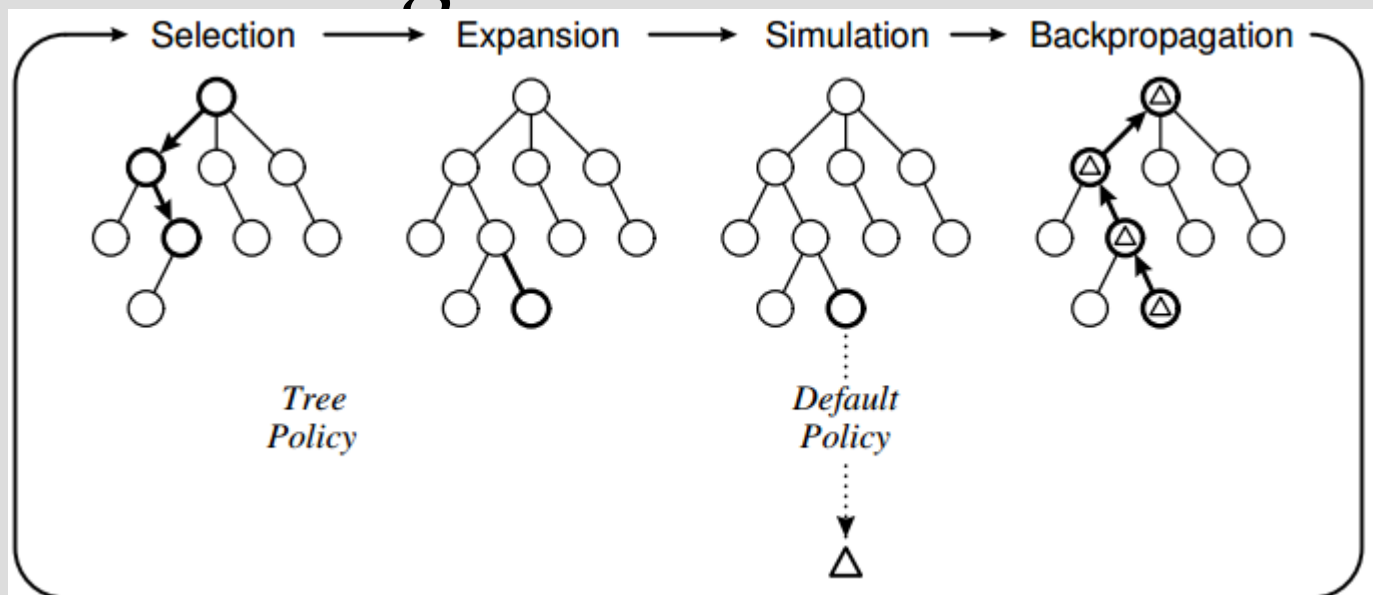 Selection Expansion Simulation Backpropagation
Tree
Policy
Default
Policy